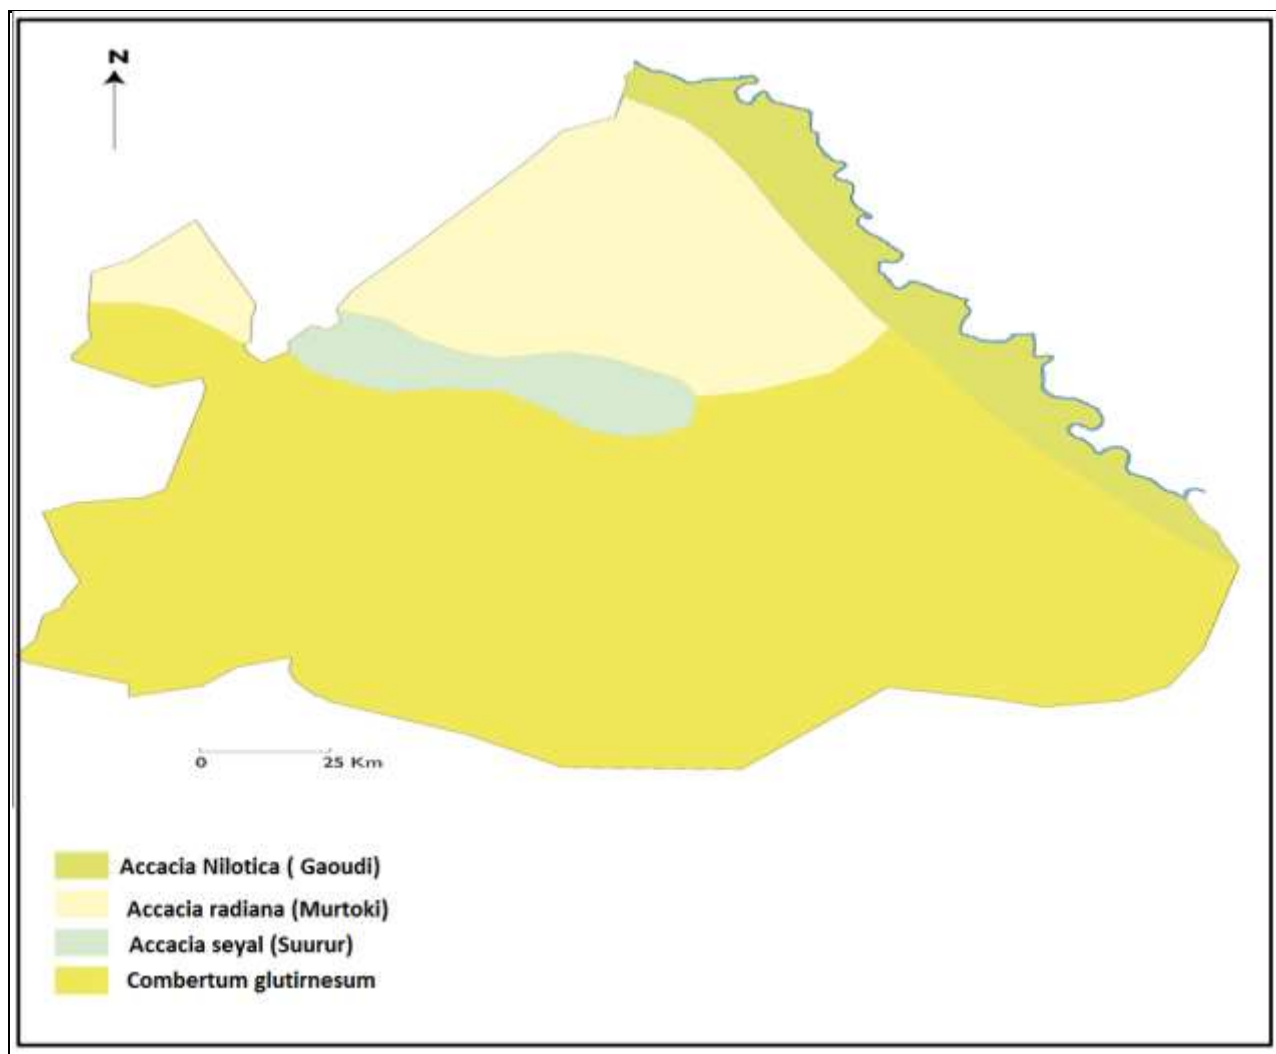 N
0 25 Km
Accacia Nilotica ( Gaoudi)
Accacia radiana (Murtoki)
Accacia seyal (Suurur)
Combertum glutirnesum